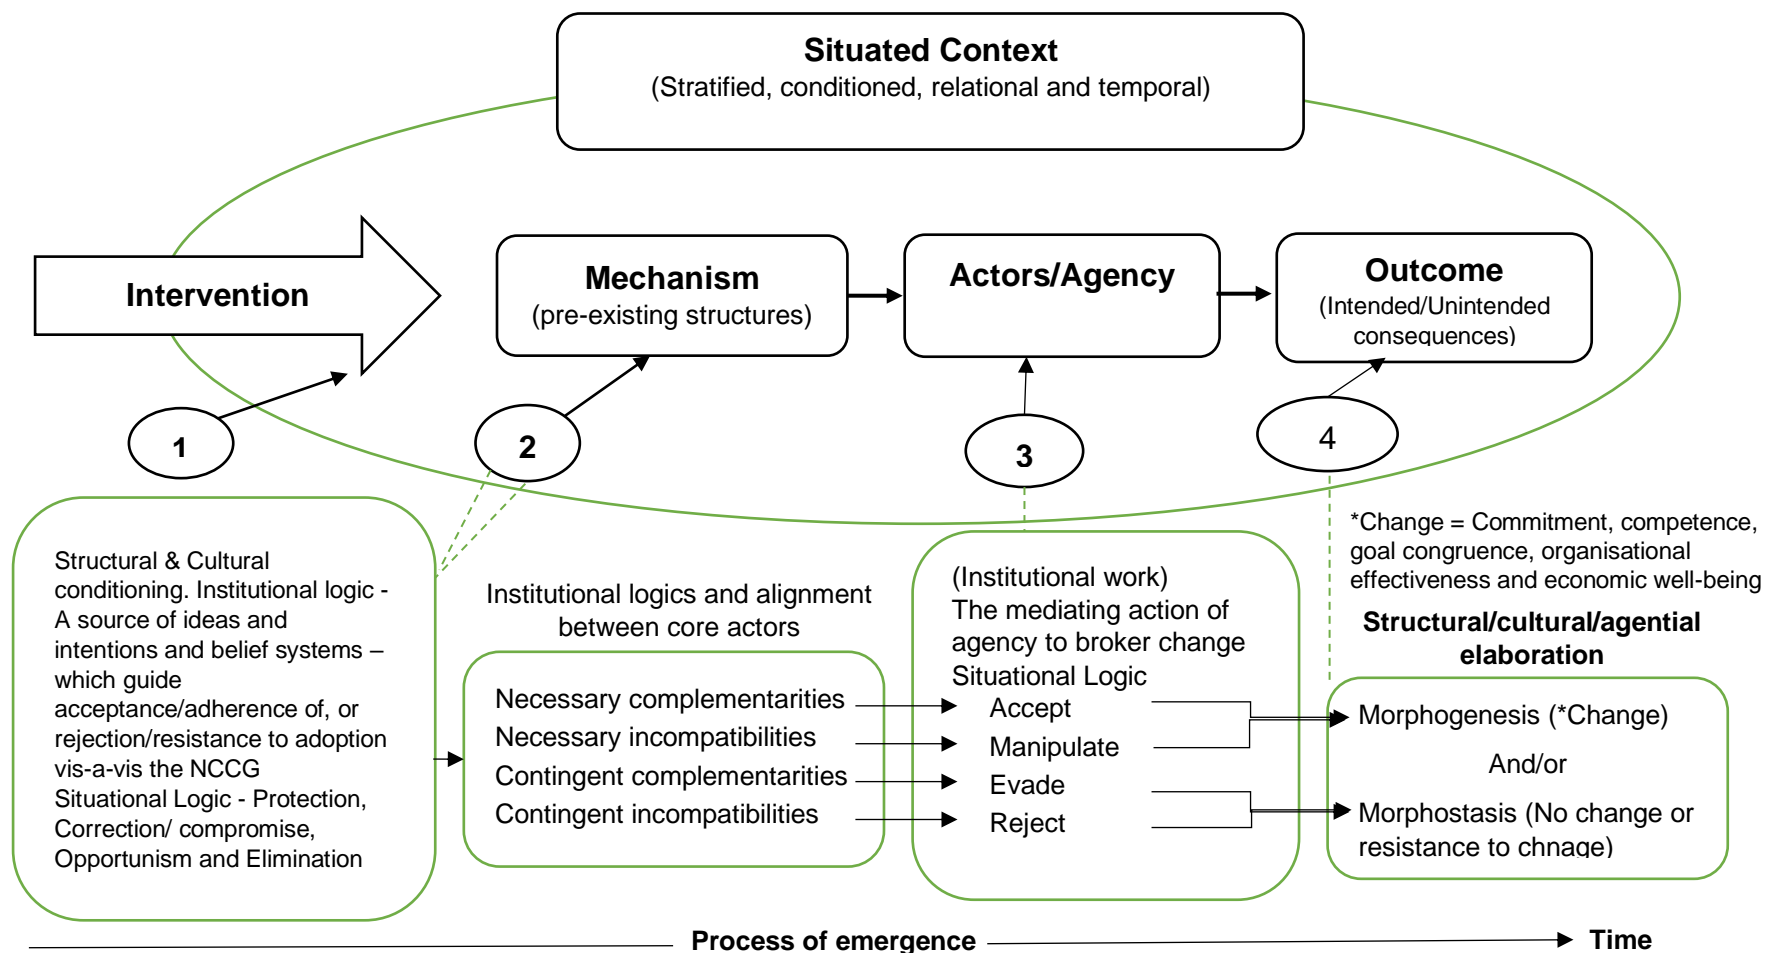 Situated Context
(Stratified, conditioned, relational and temporal)
Intervention
Mechanism
(pre-existing structures)
Actors/Agency
Outcome
(Intended/Unintended
consequences)
1
2
3
4
Structural & Cultural
conditioning. Institutional logic -
A source of ideas and
intentions and belief systems –
which guide
acceptance/adherence of, or
rejection/resistance to adoption
vis-a-vis the NCCG
Situational Logic - Protection,
Correction/ compromise,
Opportunism and Elimination
Institutional logics and alignment
between core actors
Necessary complementarities
Necessary incompatibilities
Contingent complementarities
Contingent incompatibilities
(Institutional work)
The mediating action of
agency to broker change
Situational Logic
Accept
Manipulate
Evade
Reject
*Change = Commitment, competence,
goal congruence, organisational
effectiveness and economic well-being
Structural/cultural/agential
elaboration
Morphogenesis (*Change)
And/or
Morphostasis (No change or
resistance to chnage)
Process of emergence
Time